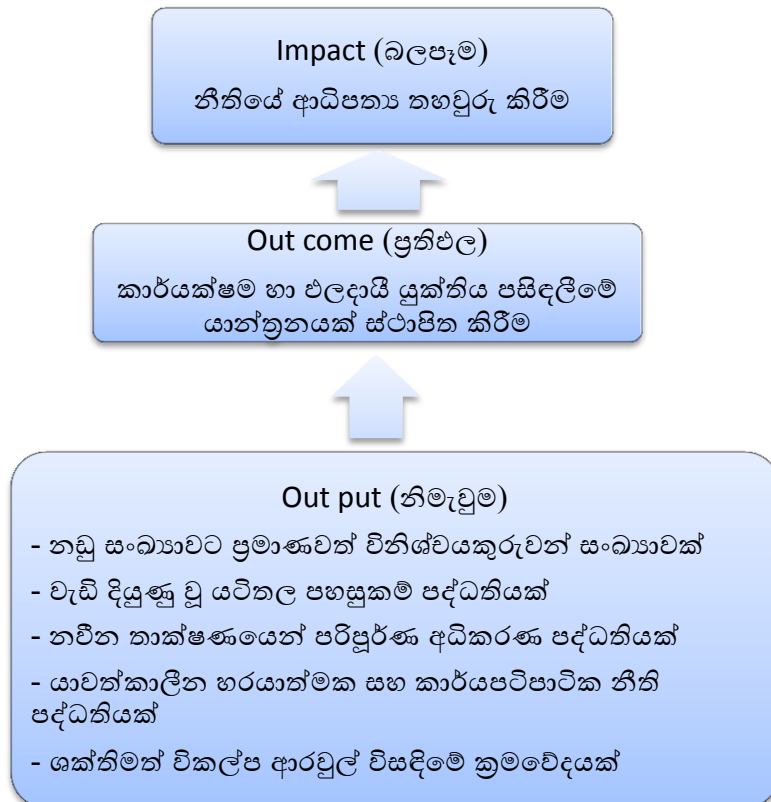 Impact (බලපෑම)
නීතියේ ආධිපත්‍ය තහවුරු කිරීම
Out come (ප්‍රතිඵල)
කාර්යක්ෂම හා ඵලදායී යුක්තිය පසිඳලීමේ
යාන්ත්‍රනයක් ස්ථාපිත කිරීම
Out put (නිමැවුම)
- නඩු සංඛ්‍යාවට ප්‍රමාණවත් විනිශ්චයකුරුවන් සංඛ්‍යාවක්
- වැඩි දියුණු වූ යටිතල පහසුකම් පද්ධතියක්
- නවීන තාක්ෂණයෙන් පරිපූර්ණ අධිකරණ පද්ධතියක්
- යාවත්කාලීන හරයාත්මක සහ කාර්යපටිපාටික නීති
පද්ධතියක්
- ශක්තිමත් විකල්ප ආරවුල් විසඳීමේ ක්‍රමවේදයක්